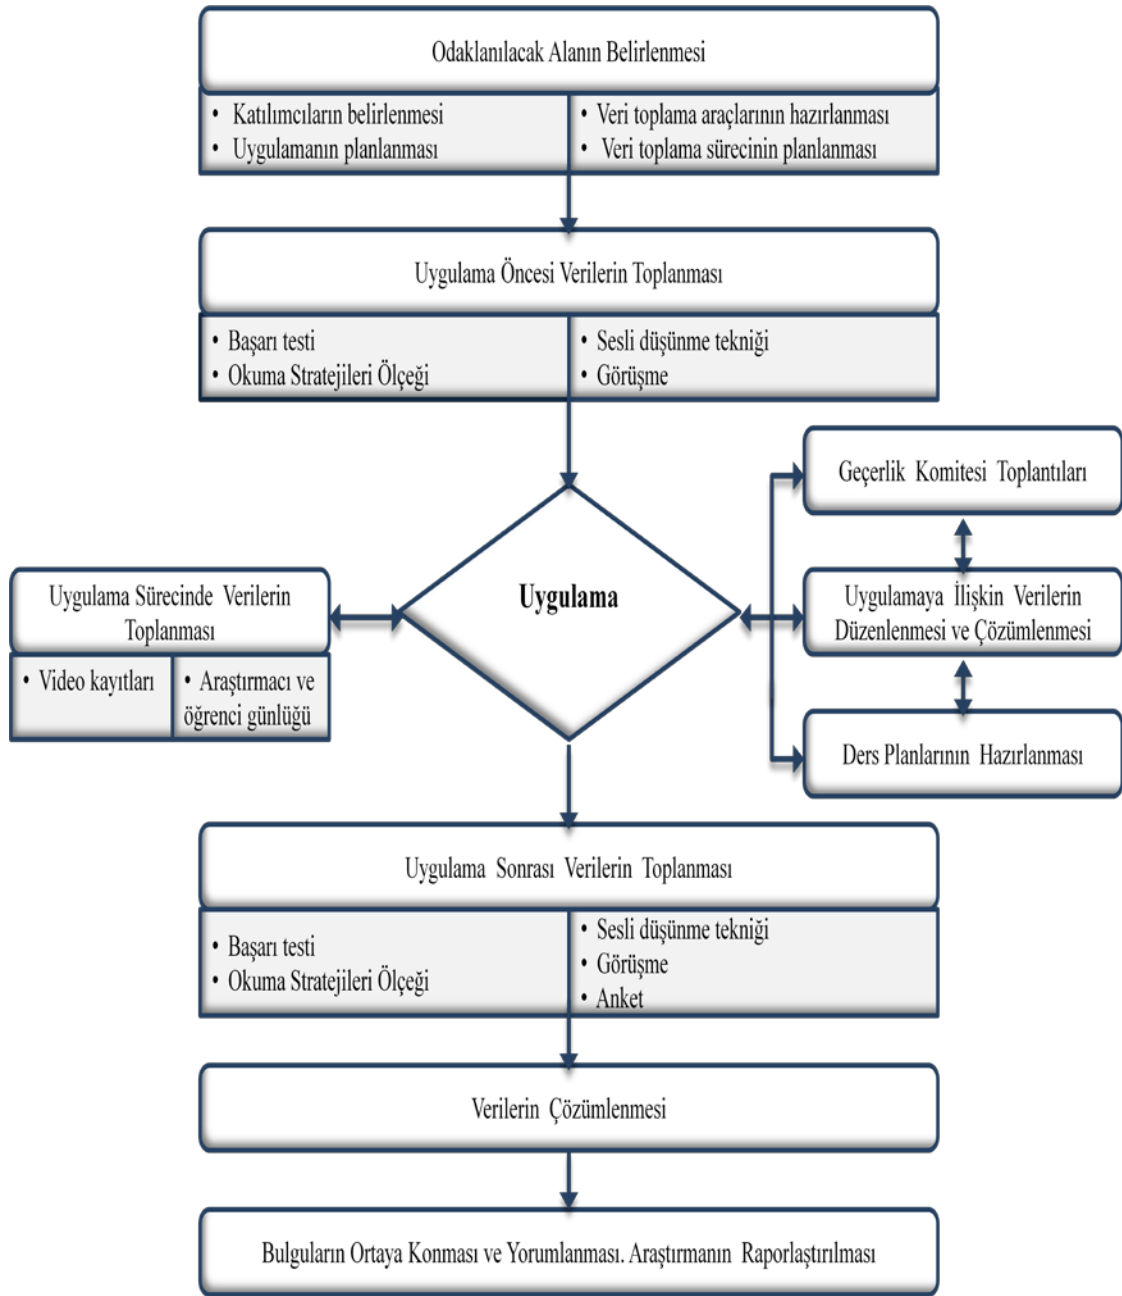 Odaklanılacak Alanın Belirlenmesi
• Katılımcıların belirlenmesi
• Uygulamanın planlanması
• Veri toplama araçlarının hazırlanması
• Veri toplama sürecinin planlanması
Uygulama Öncesi Verilerin Toplanması
• Başarı testi
• Okuma Stratejileri Ölçeği
• Sesli düşünme tekniği
• Görüşme
Uygulama
Uygulama Sürecinde Verilerin
Toplanması
• Video kayıtları
• Araştırmacı ve
öğrenci günlüğü
Geçerlik Komitesi Toplantıları
Uygulamaya İlişkin Verilerin
Düzenlenmesi ve Çözümlenmesi
Ders Planlarının Hazırlanması
Uygulama Sonrası Verilerin Toplanması
• Başarı testi
• Okuma Stratejileri Ölçeği
• Sesli düşünme tekniği
• Görüşme
• Anket
Verilerin Çözümlenmesi
Bulguların Ortaya Konması ve Yorumlanması. Araştırmanın Raporlaştırılması